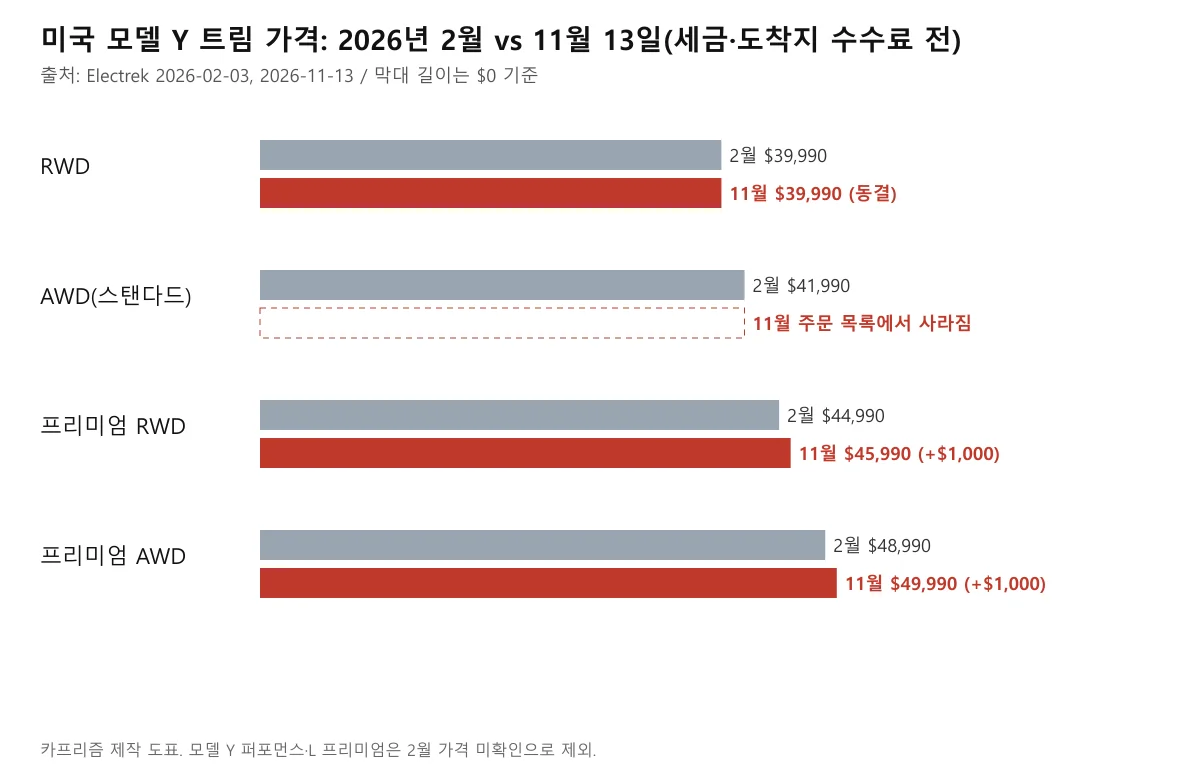 미국 모델 Y 트림 가격: 2026년 2월 vs 11월 13일(세금·도착지 수수료 전)
출처: Electrek 2026-02-03, 2026-11-13 / 막대 길이는 $0 기준
RWD
2월 $39,990
11월 $39,990 (동결)
AWD(스탠다드)
2월 $41,990
11월 주문 목록에서 사라짐
프리미엄 RWD
2월 $44,990
11월 $45,990 (+$1,000)
프리미엄 AWD
2월 $48,990
11월 $49,990 (+$1,000)
카프리즘 제작 도표. 모델 Y 퍼포먼스·L 프리미엄은 2월 가격 미확인으로 제외.